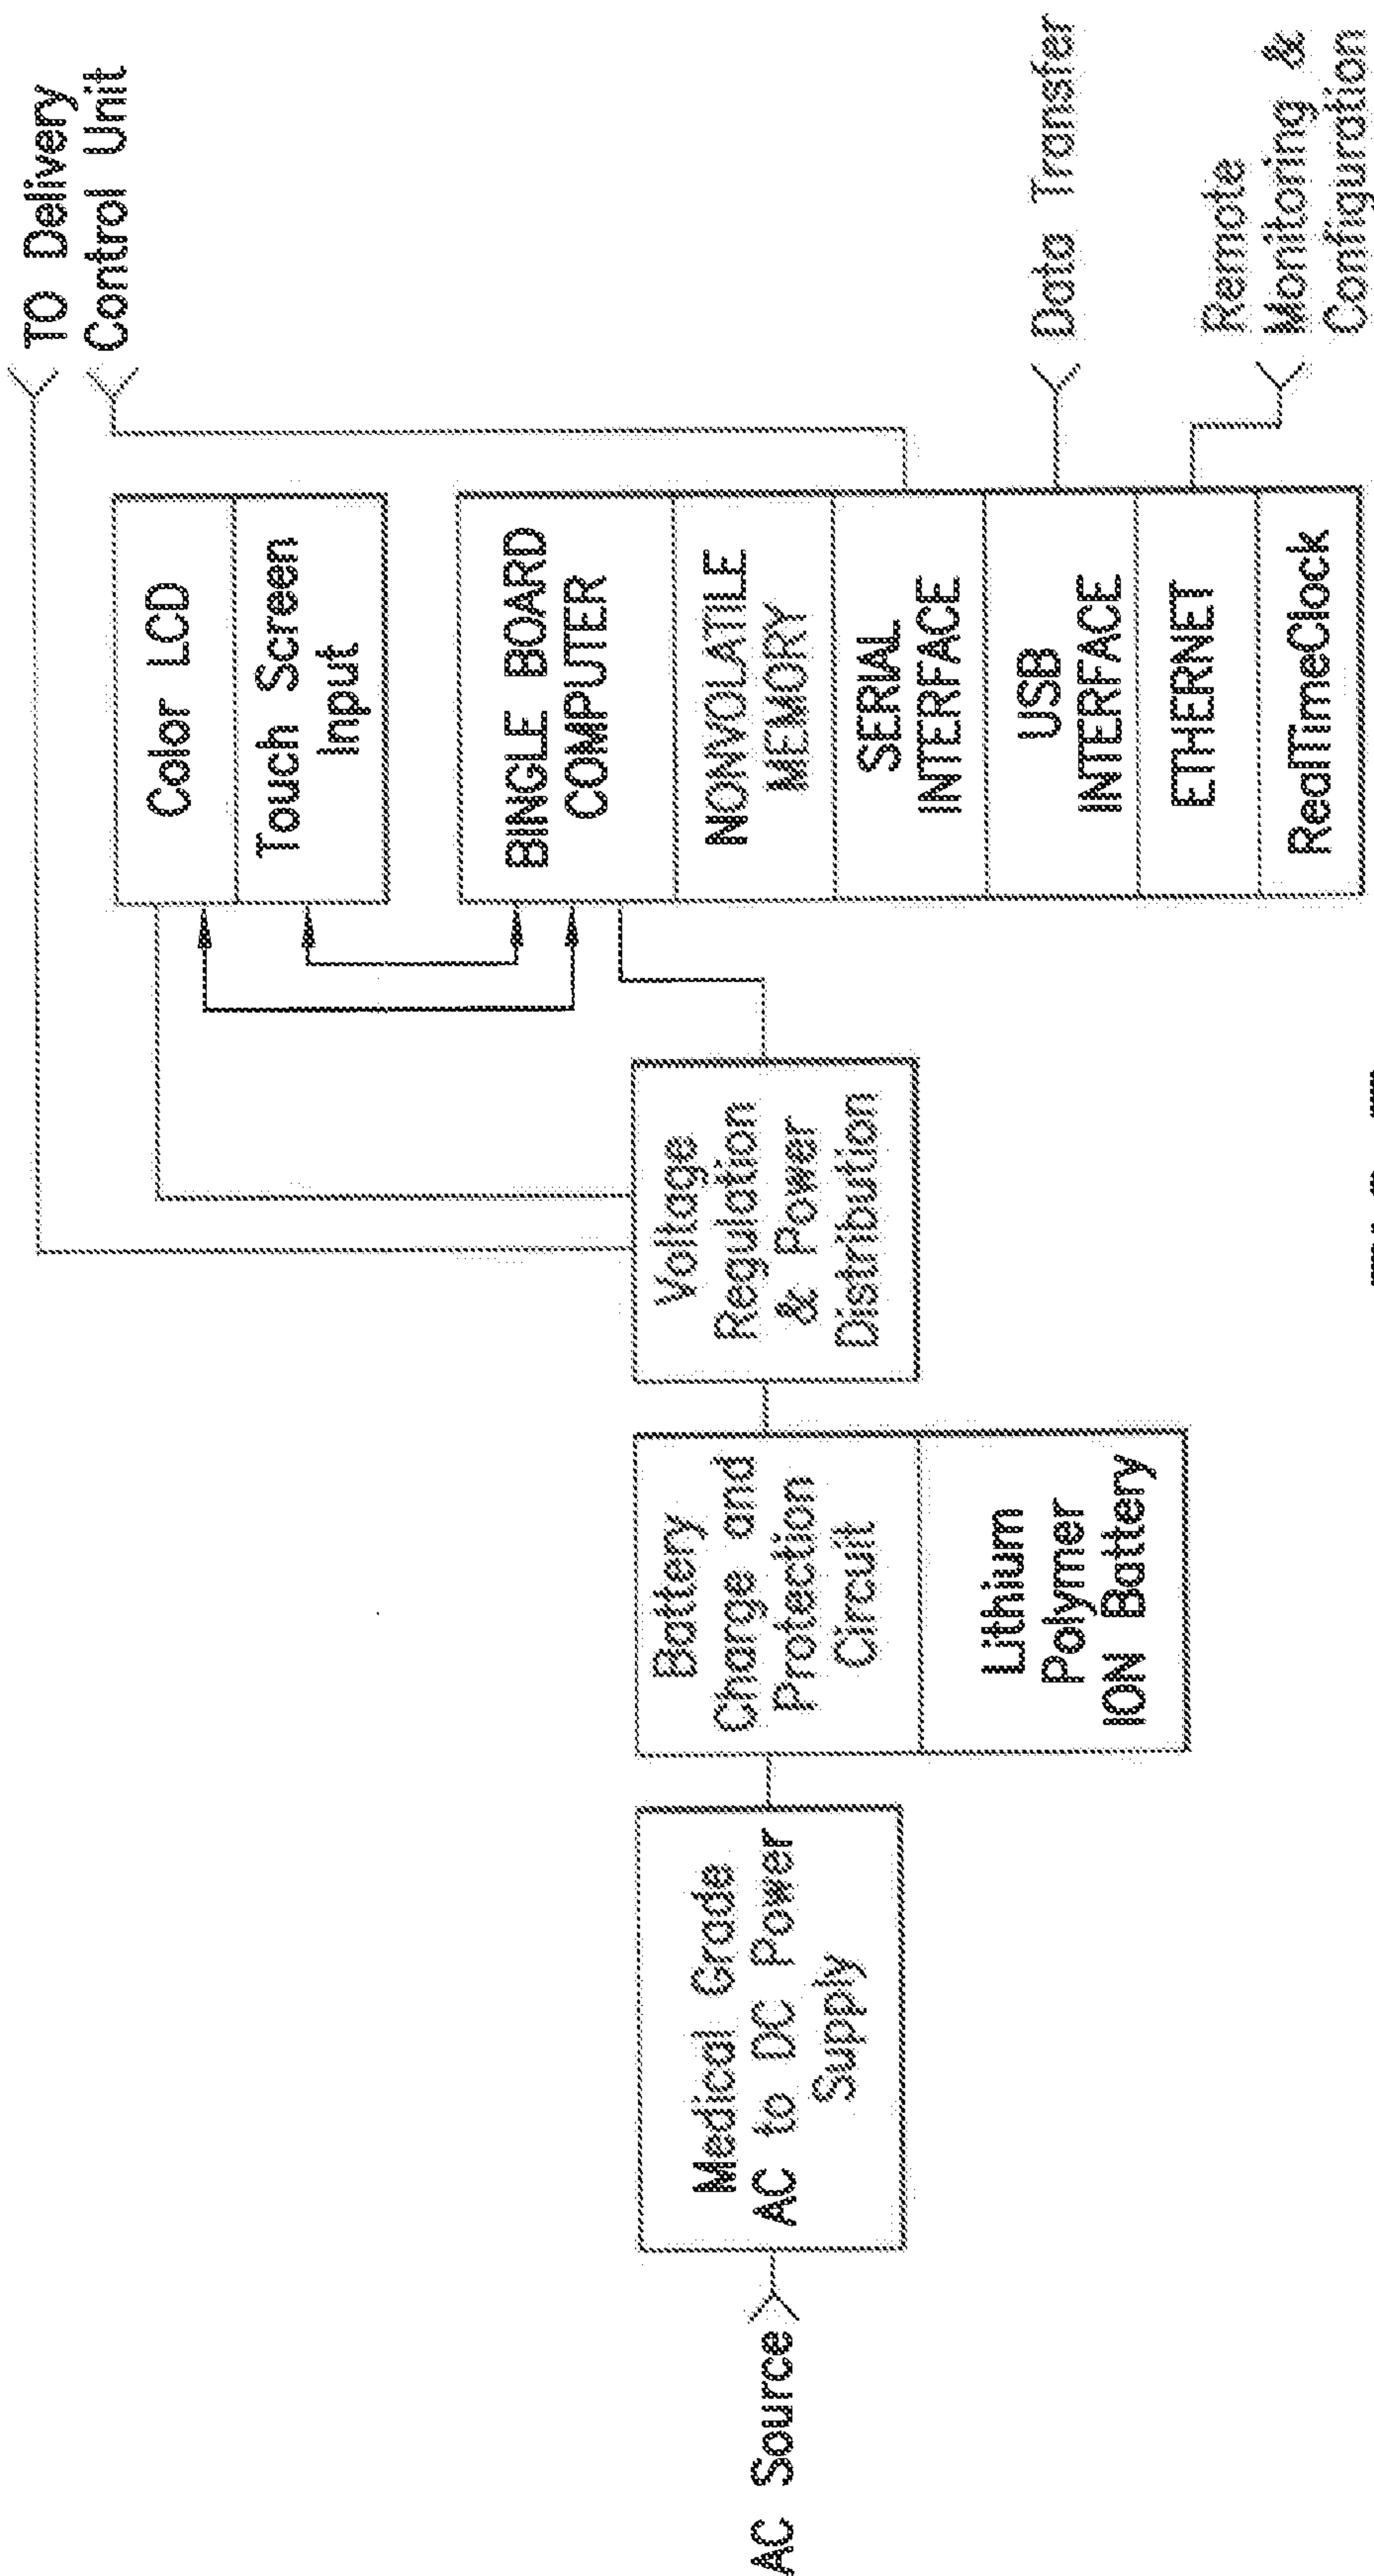 TO Delivery
Control Unit
Color LCD
Touch Screen
Input
BINGLE BOARD
COMPUTER
NONVOLATILE
MEMORY
SERIAL
INTERFACE
USB
INTERFACE
ETHERNET
RealTimeClock
Data Transfer
Remote
Monitoring &
Configuration
Voltage
Regulation
& Power
Distribution
Battery
Charge and
Protection
Circuit
Lithium
Polymer
ION Battery
Medical Grade
AC to DC Power
Supply
AC Source